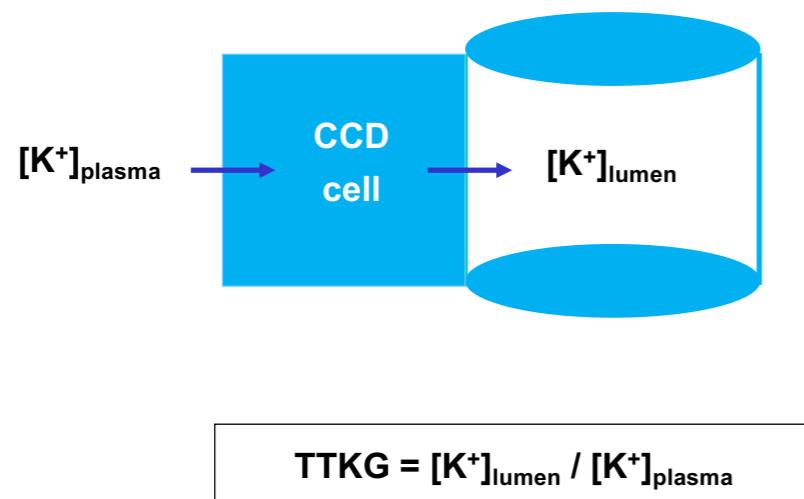 CCD
cell
[K⁺]plasma
[K⁺]lumen
TTKG = [K⁺]lumen / [K⁺]plasma